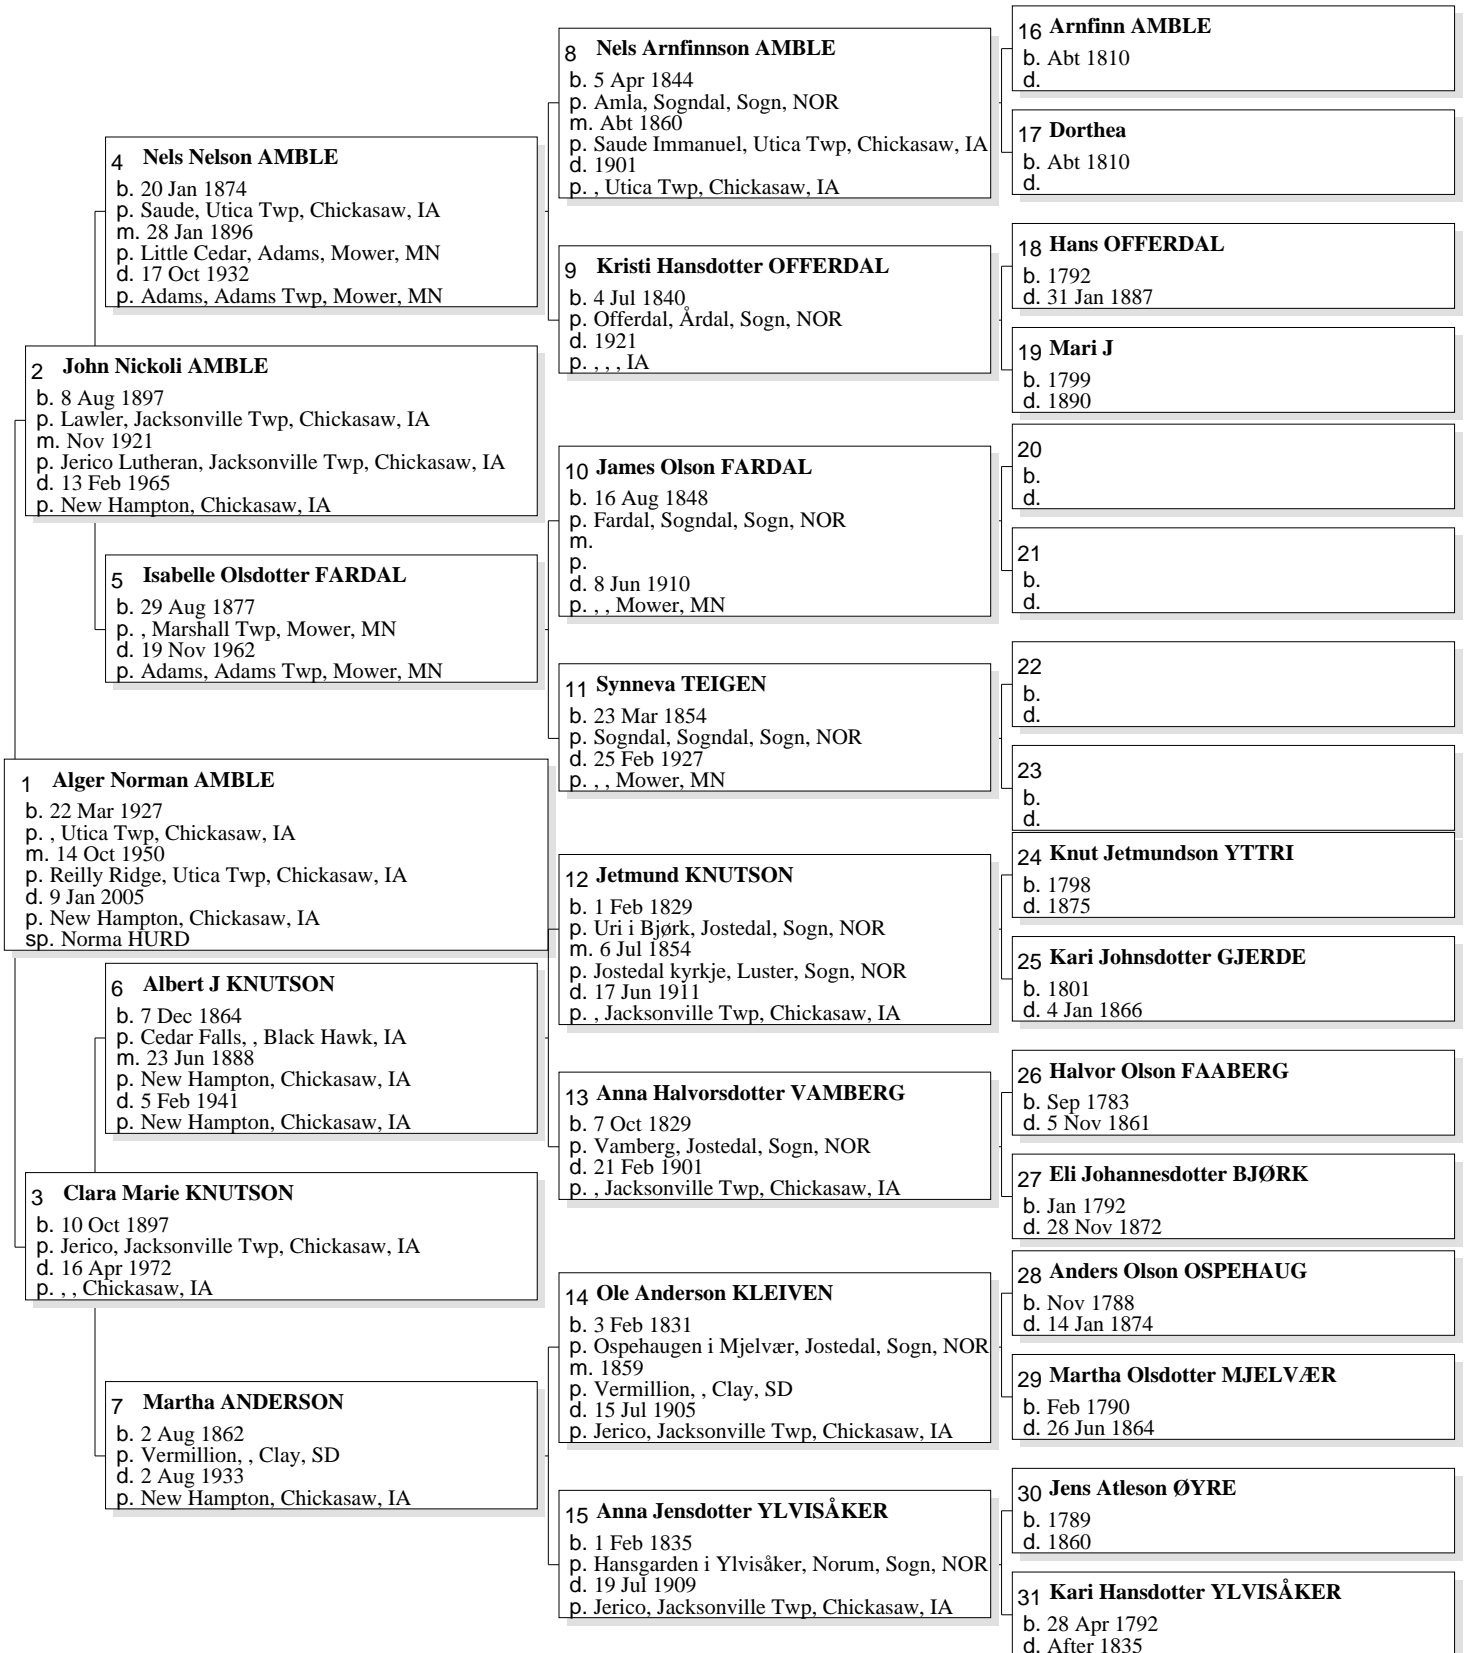 1 Alger Norman AMBLE
b. 22 Mar 1927
p. , Utica Twp, Chickasaw, IA
m. 14 Oct 1950
p. Reilly Ridge, Utica Twp, Chickasaw, IA
d. 9 Jan 2005
p. New Hampton, Chickasaw, IA
sp. Norma HURD
2 John Nickoli AMBLE
b. 8 Aug 1897
p. Lawler, Jacksonville Twp, Chickasaw, IA
m. Nov 1921
p. Jerico Lutheran, Jacksonville Twp, Chickasaw, IA
d. 13 Feb 1965
p. New Hampton, Chickasaw, IA
3 Clara Marie KNUTSON
b. 10 Oct 1897
p. Jerico, Jacksonville Twp, Chickasaw, IA
d. 16 Apr 1972
p. , , Chickasaw, IA
4 Nels Nelson AMBLE
b. 20 Jan 1874
p. Saude, Utica Twp, Chickasaw, IA
m. 28 Jan 1896
p. Little Cedar, Adams, Mower, MN
d. 17 Oct 1932
p. Adams, Adams Twp, Mower, MN
5 Isabelle Olsdotter FARDAL
b. 29 Aug 1877
p. , Marshall Twp, Mower, MN
d. 19 Nov 1962
p. Adams, Adams Twp, Mower, MN
6 Albert J KNUTSON
b. 7 Dec 1864
p. Cedar Falls, , Black Hawk, IA
m. 23 Jun 1888
p. New Hampton, Chickasaw, IA
d. 5 Feb 1941
p. New Hampton, Chickasaw, IA
7 Martha ANDERSON
b. 2 Aug 1862
p. Vermillion, , Clay, SD
d. 2 Aug 1933
p. New Hampton, Chickasaw, IA
8 Nels Arnfinnson AMBLE
b. 5 Apr 1844
p. Amla, Sogndal, Sogn, NOR
m. Abt 1860
p. Saude Immanuel, Utica Twp, Chickasaw, IA
d. 1901
p. , Utica Twp, Chickasaw, IA
9 Kristi Hansdotter OFFERDAL
b. 4 Jul 1840
p. Offerdal, Årdal, Sogn, NOR
d. 1921
p. , , , IA
10 James Olson FARDAL
b. 16 Aug 1848
p. Fardal, Sogndal, Sogn, NOR
m.
p.
d. 8 Jun 1910
p. , , Mower, MN
11 Synneva TEIGEN
b. 23 Mar 1854
p. Sogndal, Sogndal, Sogn, NOR
d. 25 Feb 1927
p. , , Mower, MN
12 Jetmund KNUTSON
b. 1 Feb 1829
p. Uri i Bjørk, Jostedal, Sogn, NOR
m. 6 Jul 1854
p. Jostedal kyrkje, Luster, Sogn, NOR
d. 17 Jun 1911
p. , Jacksonville Twp, Chickasaw, IA
13 Anna Halvorsdotter VAMBERG
b. 7 Oct 1829
p. Vamberg, Jostedal, Sogn, NOR
d. 21 Feb 1901
p. , Jacksonville Twp, Chickasaw, IA
14 Ole Anderson KLEIVEN
b. 3 Feb 1831
p. Ospehaugen i Mjelvær, Jostedal, Sogn, NOR
m. 1859
p. Vermillion, , Clay, SD
d. 15 Jul 1905
p. Jerico, Jacksonville Twp, Chickasaw, IA
15 Anna Jensdotter YLVISÅKER
b. 1 Feb 1835
p. Hansgarden i Ylvisåker, Norum, Sogn, NOR
d. 19 Jul 1909
p. Jerico, Jacksonville Twp, Chickasaw, IA
16 Arnfinn AMBLE
b. Abt 1810
d.
17 Dorthea
b. Abt 1810
d.
18 Hans OFFERDAL
b. 1792
d. 31 Jan 1887
19 Mari J
b. 1799
d. 1890
20
b.
d.
21
b.
d.
22
b.
d.
23
b.
d.
24 Knut Jetmundson YTTRI
b. 1798
d. 1875
25 Kari Johnsdotter GJERDE
b. 1801
d. 4 Jan 1866
26 Halvor Olson FAABERG
b. Sep 1783
d. 5 Nov 1861
27 Eli Johannesdotter BJØRK
b. Jan 1792
d. 28 Nov 1872
28 Anders Olson OSPEHAUG
b. Nov 1788
d. 14 Jan 1874
29 Martha Olsdotter MJELVÆR
b. Feb 1790
d. 26 Jun 1864
30 Jens Atleson ØYRE
b. 1789
d. 1860
31 Kari Hansdotter YLVISÅKER
b. 28 Apr 1792
d. After 1835